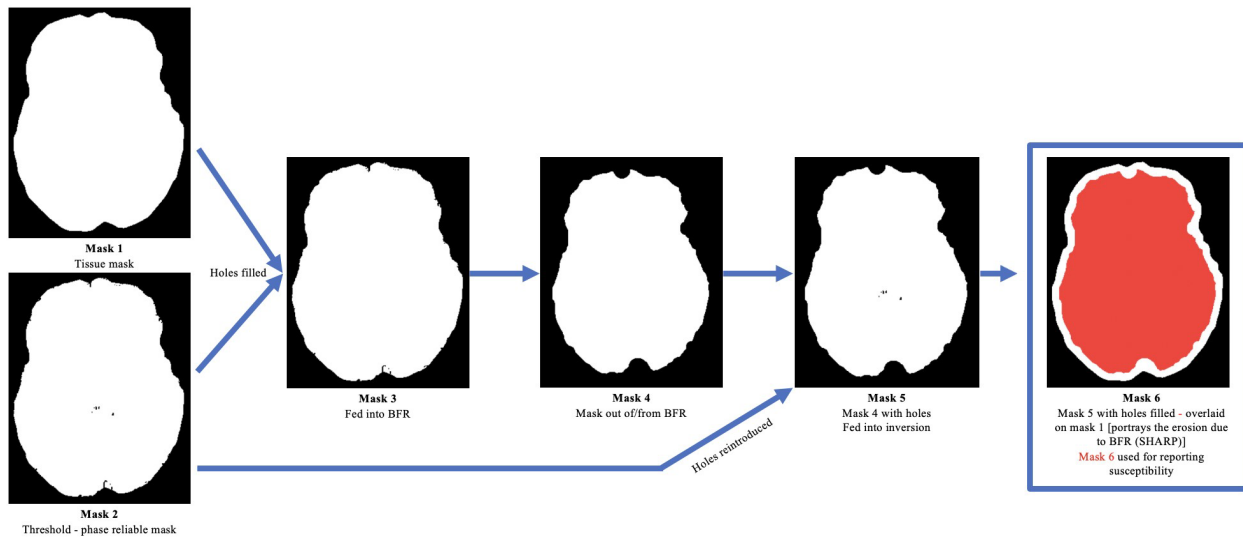 Mask 1
Tissue mask
Holes filled
Mask 2
Threshold - phase reliable mask
Mask 3
Fed into BFR
Mask 4
Mask out of/from BFR
Holes reintroduced
Mask 5
Mask 4 with holes
Fed into inversion
Mask 6
Mask 5 with holes filled - overlaid
on mask 1 [portrays the erosion due
to BFR (SHARP)]
Mask 6 used for reporting
susceptibility